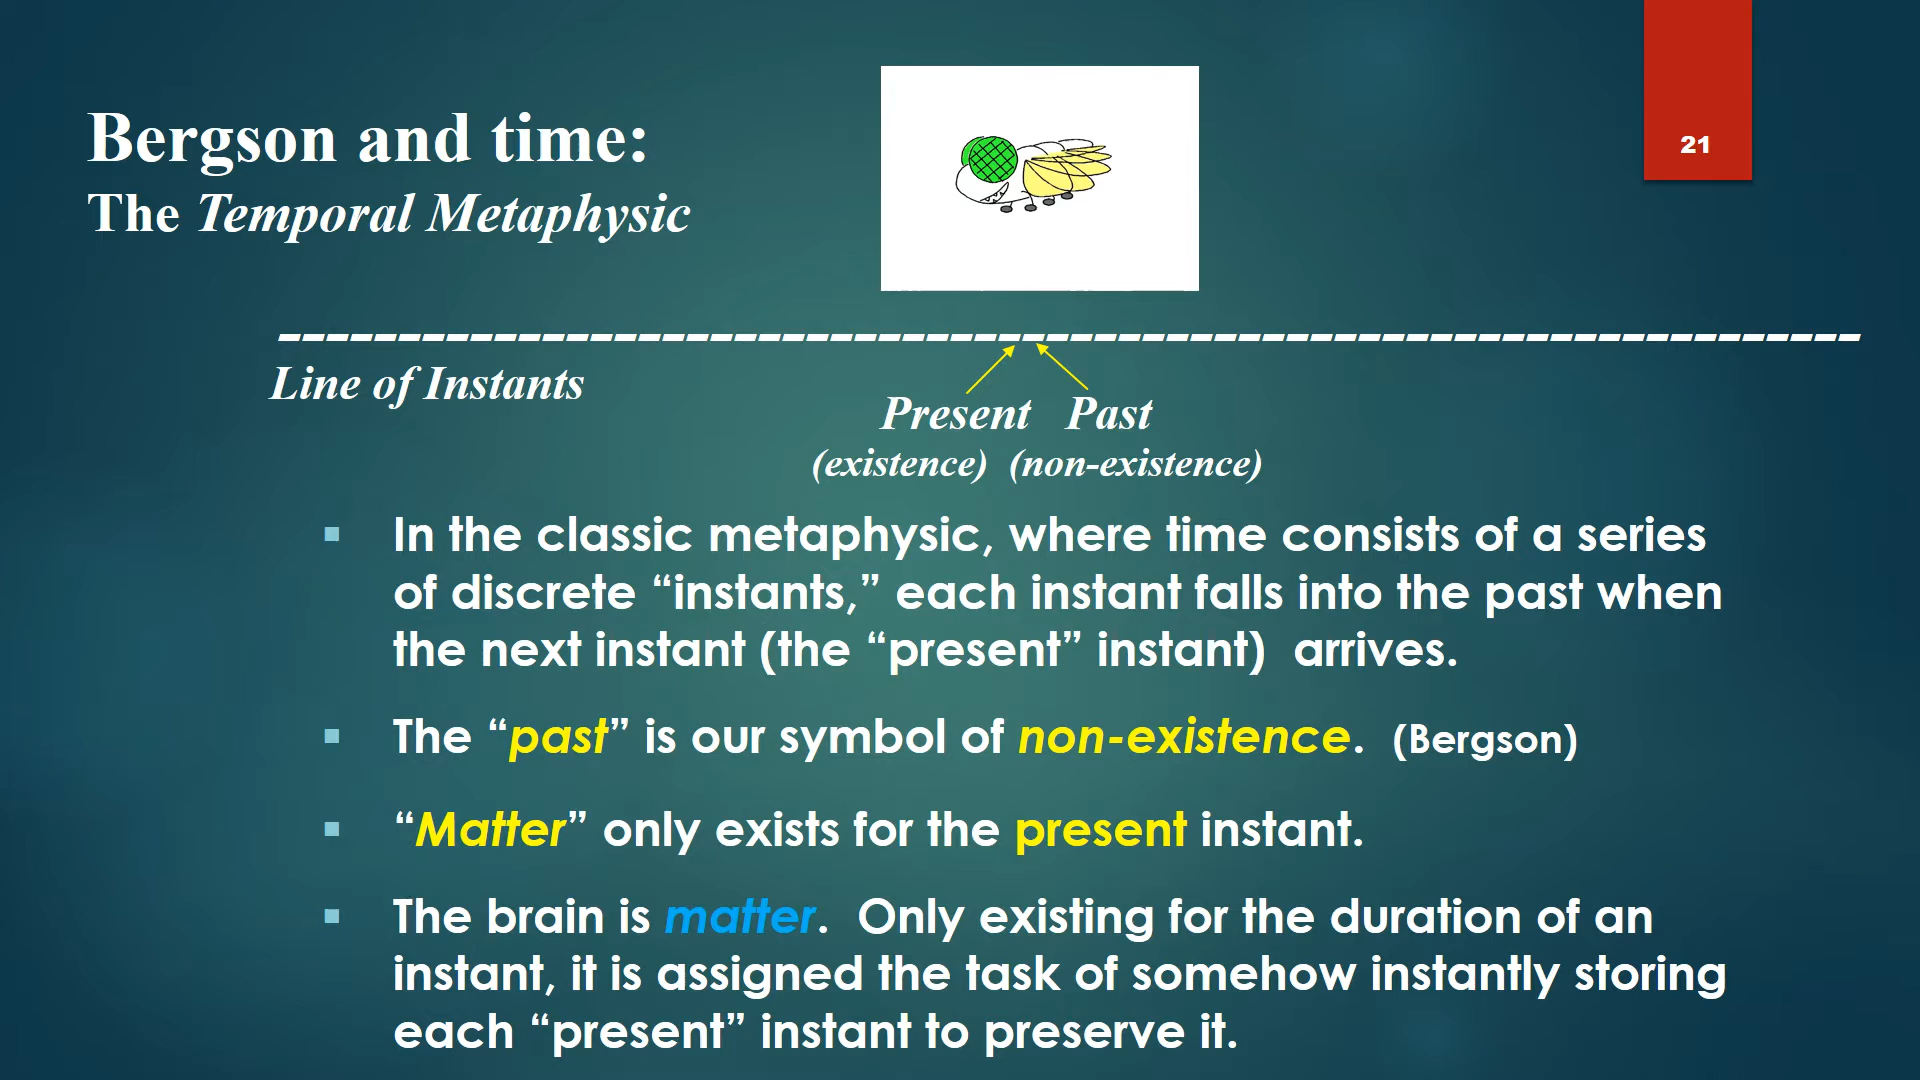 21
Bergson and time:
The Temporal Metaphysic
Line of Instants
Present Past
(existence) (non-existence)
In the classic metaphysic, where time consists of a series
of discrete “instants,” each instant falls into the past when
the next instant (the “present” instant) arrives.
The “past” is our symbol of non-existence. (Bergson)
“Matter” only exists for the present instant.
The brain is matter. Only existing for the duration of an
instant, it is assigned the task of somehow instantly storing
each “present” instant to preserve it.